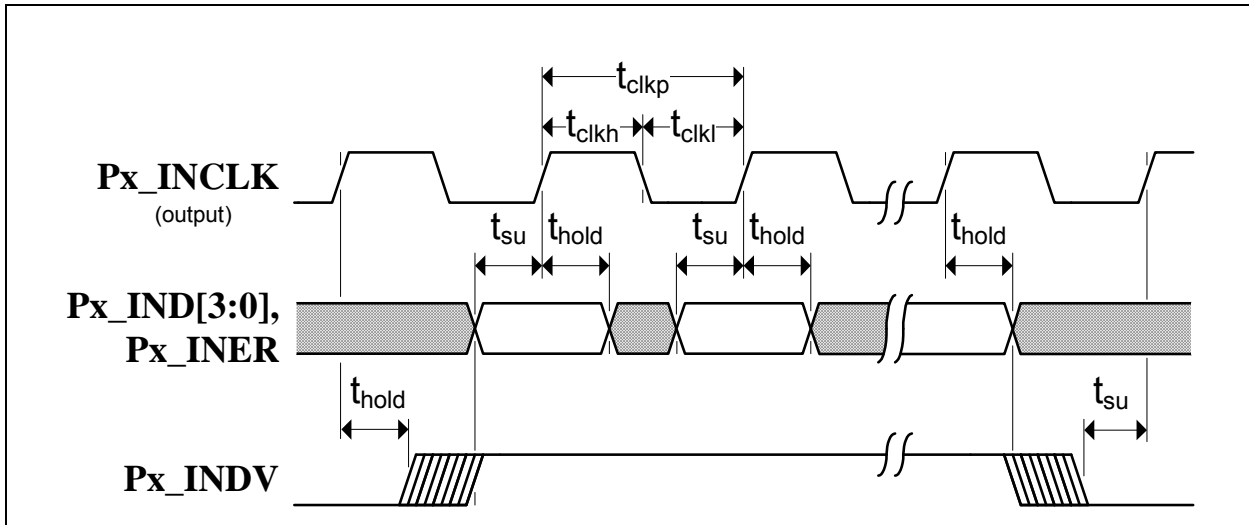 t_clkp
t_clkh t_clkl
Px_INCLK
(output)
t_su t_hold t_su t_hold t_hold
Px_IND[3:0],
Px_INER
t_hold t_su
Px_INDV